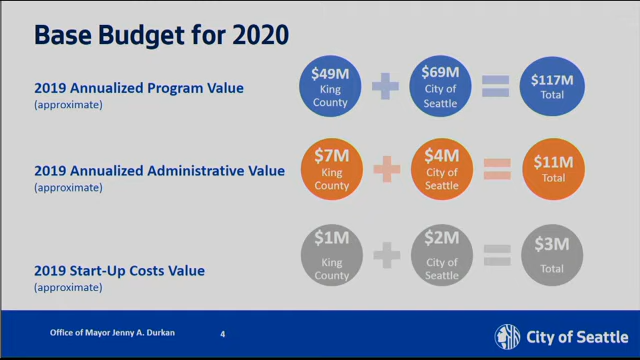 Base Budget for 2020
2019 Annualized Program Value
(approximate)
$49M
King
County
$69M
City of
Seattle
$117M
Total
2019 Annualized Administrative Value
(approximate)
$7M
King
County
$4M
City of
Seattle
$11M
Total
2019 Start-Up Costs Value
(approximate)
$1M
King
County
$2M
City of
Seattle
$3M
Total
Office of Mayor Jenny A. Durkan
4
City of Seattle